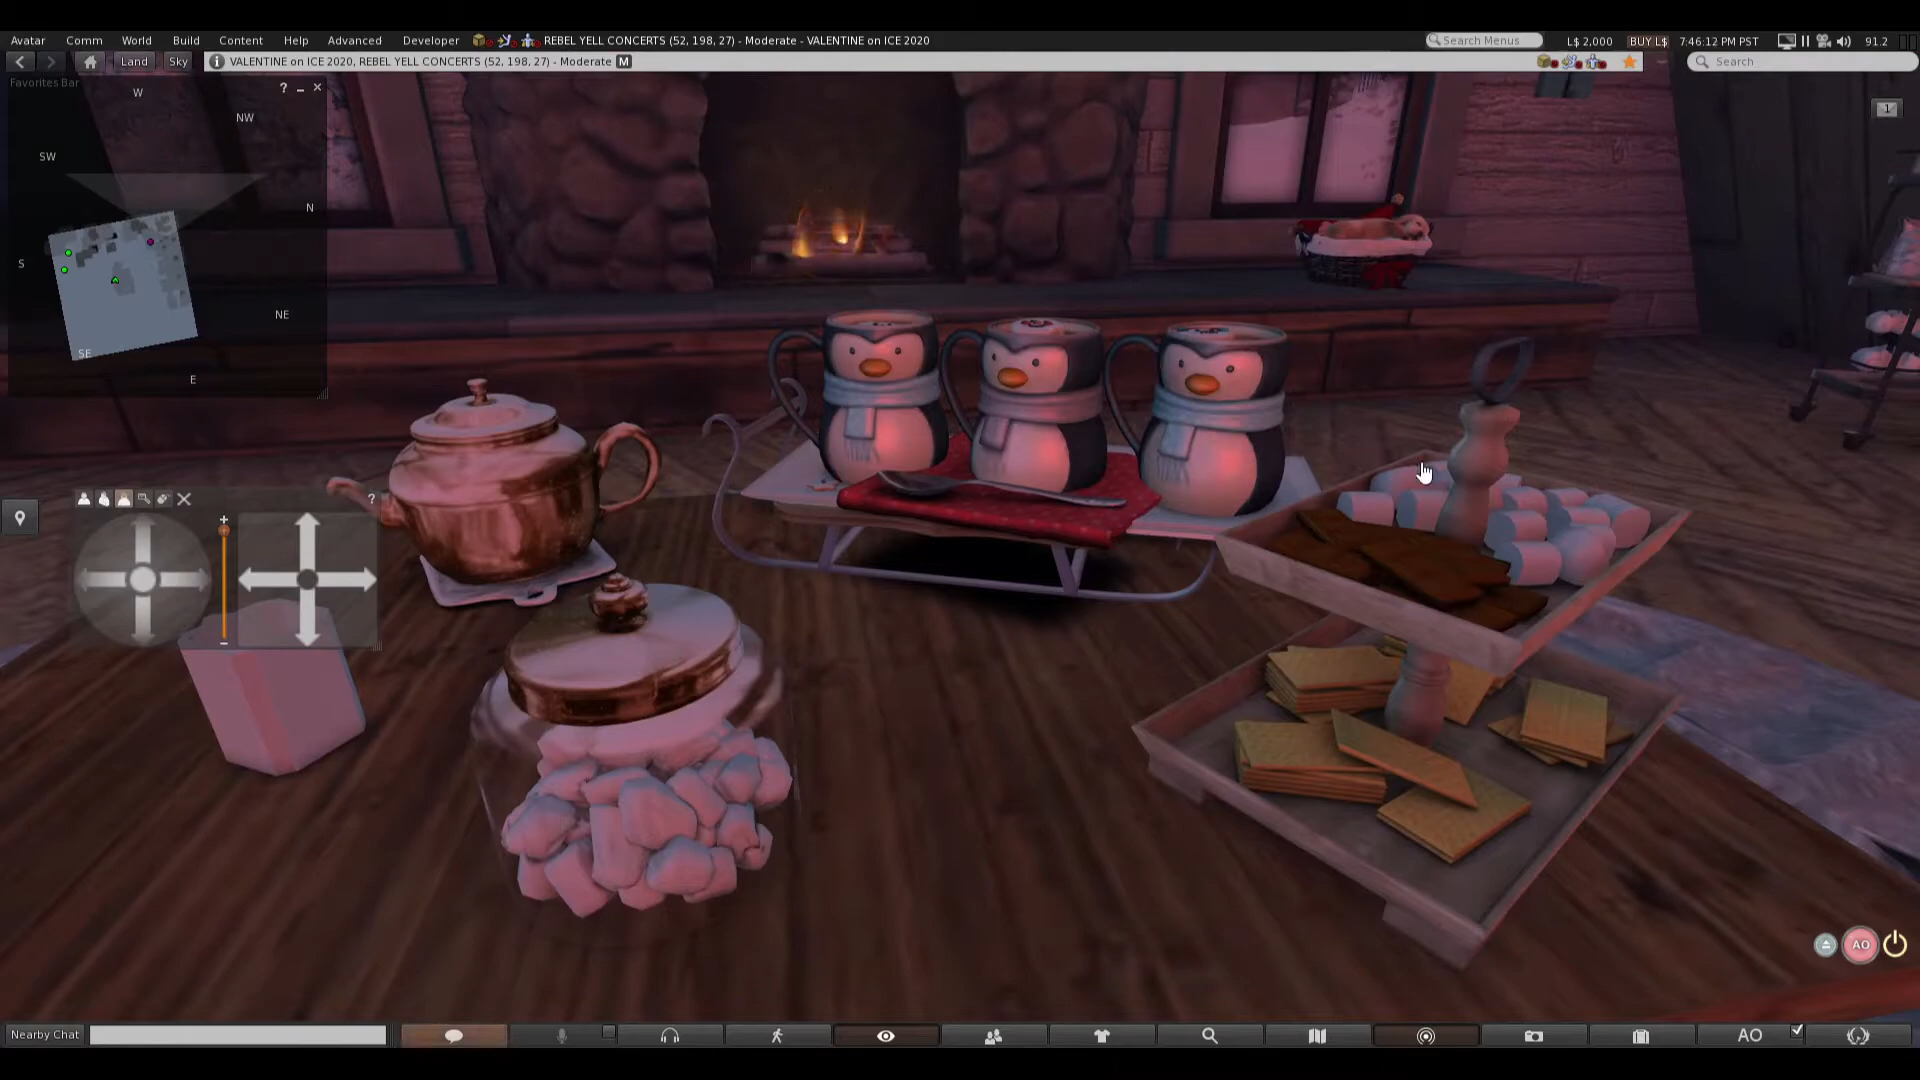 Avatar Comm World Build Content Help Advanced Developer REBEL YELL CONCERTS (52, 198, 27) - Moderate - VALENTINE on ICE 2020 Search Menus L$ 2,000 BUY L$ 7:46:12 PM PST 91.2
Land Sky VALENTINE on ICE 2020, REBEL YELL CONCERTS (52, 198, 27) - Moderate M Search
Favorites Bar
? 
W
1
NW
SW
N
S
NE
SE
E
?
+
AO
Nearby Chat AO